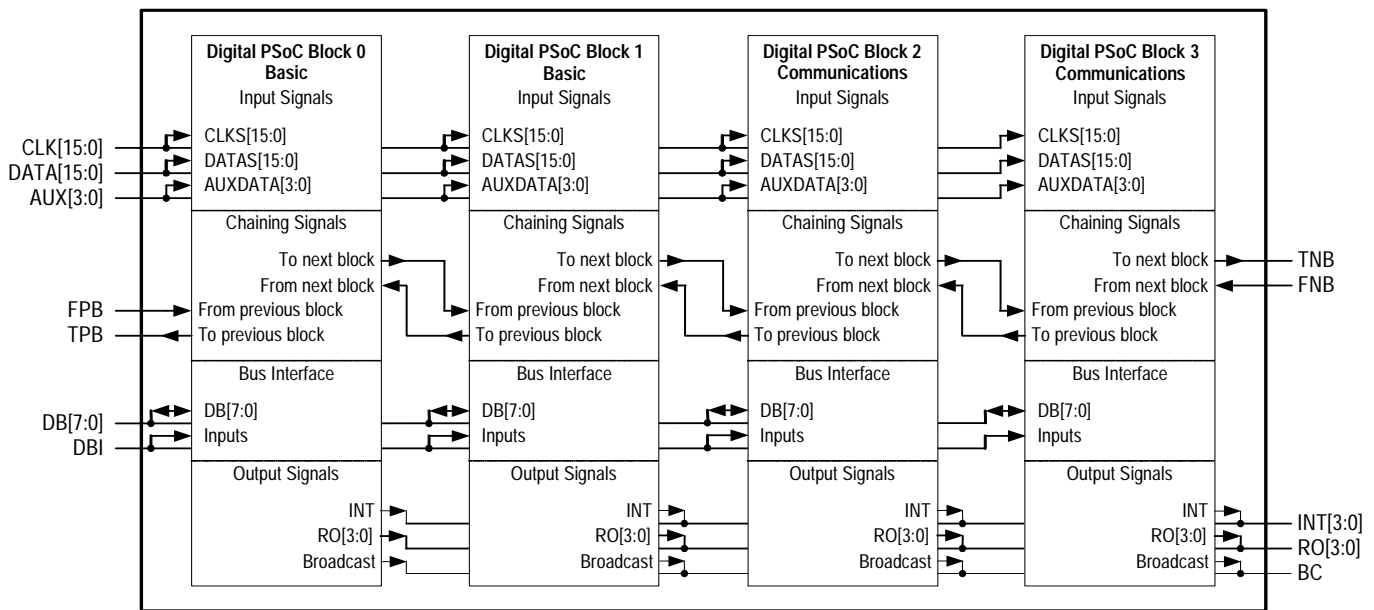 Digital PSoC Block 0
Basic
Input Signals
CLKS[15:0]
DATAS[15:0]
AUXDATA[3:0]
Chaining Signals
To next block
From next block
From previous block
To previous block
Bus Interface
DB[7:0]
Inputs
Output Signals
INT
RO[3:0]
Broadcast
Digital PSoC Block 1
Basic
Input Signals
CLKS[15:0]
DATAS[15:0]
AUXDATA[3:0]
Chaining Signals
To next block
From next block
From previous block
To previous block
Bus Interface
DB[7:0]
Inputs
Output Signals
INT
RO[3:0]
Broadcast
Digital PSoC Block 2
Communications
Input Signals
CLKS[15:0]
DATAS[15:0]
AUXDATA[3:0]
Chaining Signals
To next block
From next block
From previous block
To previous block
Bus Interface
DB[7:0]
Inputs
Output Signals
INT
RO[3:0]
Broadcast
Digital PSoC Block 3
Communications
Input Signals
CLKS[15:0]
DATAS[15:0]
AUXDATA[3:0]
Chaining Signals
To next block
From next block
From previous block
To previous block
Bus Interface
DB[7:0]
Inputs
Output Signals
INT
RO[3:0]
Broadcast
CLK[15:0]
DATA[15:0]
AUX[3:0]
FPB
TPB
DB[7:0]
DBI
TNB
FNB
INT[3:0]
RO[3:0]
BC